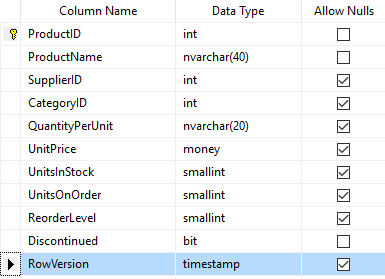 Column Name Data Type Allow Nulls
ProductID int
ProductName nvarchar(40)
SupplierID int
CategoryID int
QuantityPerUnit nvarchar(20)
UnitPrice money
UnitsInStock smallint
UnitsOnOrder smallint
ReorderLevel smallint
Discontinued bit
RowVersion timestamp